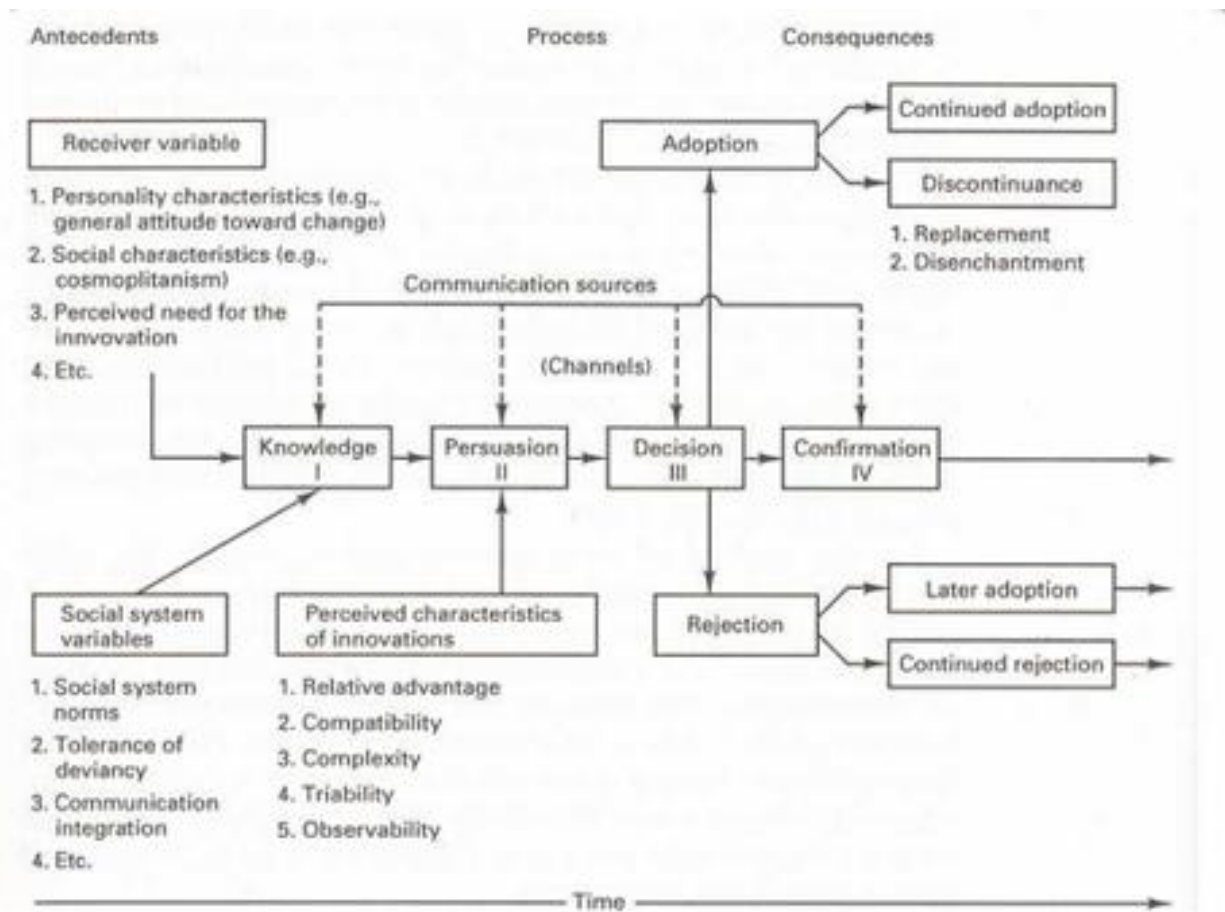 Antecedents
Process
Consequences
Receiver variable
1. Personality characteristics (e.g.,
general attitude toward change)
2. Social characteristics (e.g.,
cosmoplitanism)
3. Perceived need for the
innvovation
4. Etc.
Adoption
Continued adoption
Discontinuance
1. Replacement
2. Disenchantment
Communication sources
(Channels)
Knowledge
I
Persuasion
II
Decision
III
Confirmation
IV
Social system
variables
1. Social system
norms
2. Tolerance of
deviancy
3. Communication
integration
4. Etc.
Perceived characteristics
of innovations
1. Relative advantage
2. Compatibility
3. Complexity
4. Triability
5. Observability
Rejection
Later adoption
Continued rejection
Time